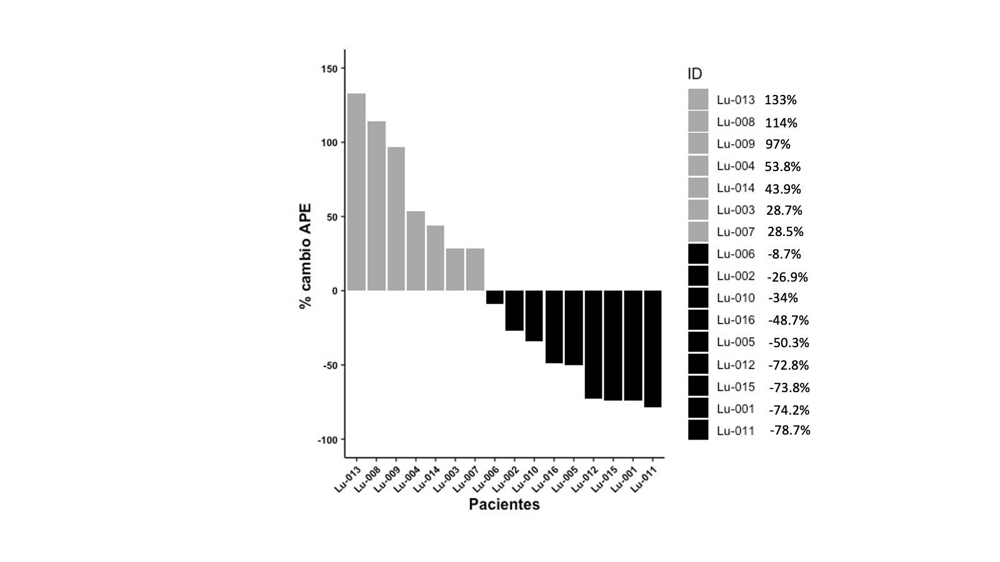 % cambio APE
150
100
50
0
-50
-100
Lu-013
Lu-008
Lu-009
Lu-004
Lu-014
Lu-003
Lu-007
Lu-006
Lu-002
Lu-010
Lu-016
Lu-005
Lu-012
Lu-015
Lu-001
Lu-011
Pacientes
ID
Lu-013 133%
Lu-008 114%
Lu-009 97%
Lu-004 53.8%
Lu-014 43.9%
Lu-003 28.7%
Lu-007 28.5%
Lu-006 -8.7%
Lu-002 -26.9%
Lu-010 -34%
Lu-016 -48.7%
Lu-005 -50.3%
Lu-012 -72.8%
Lu-015 -73.8%
Lu-001 -74.2%
Lu-011 -78.7%